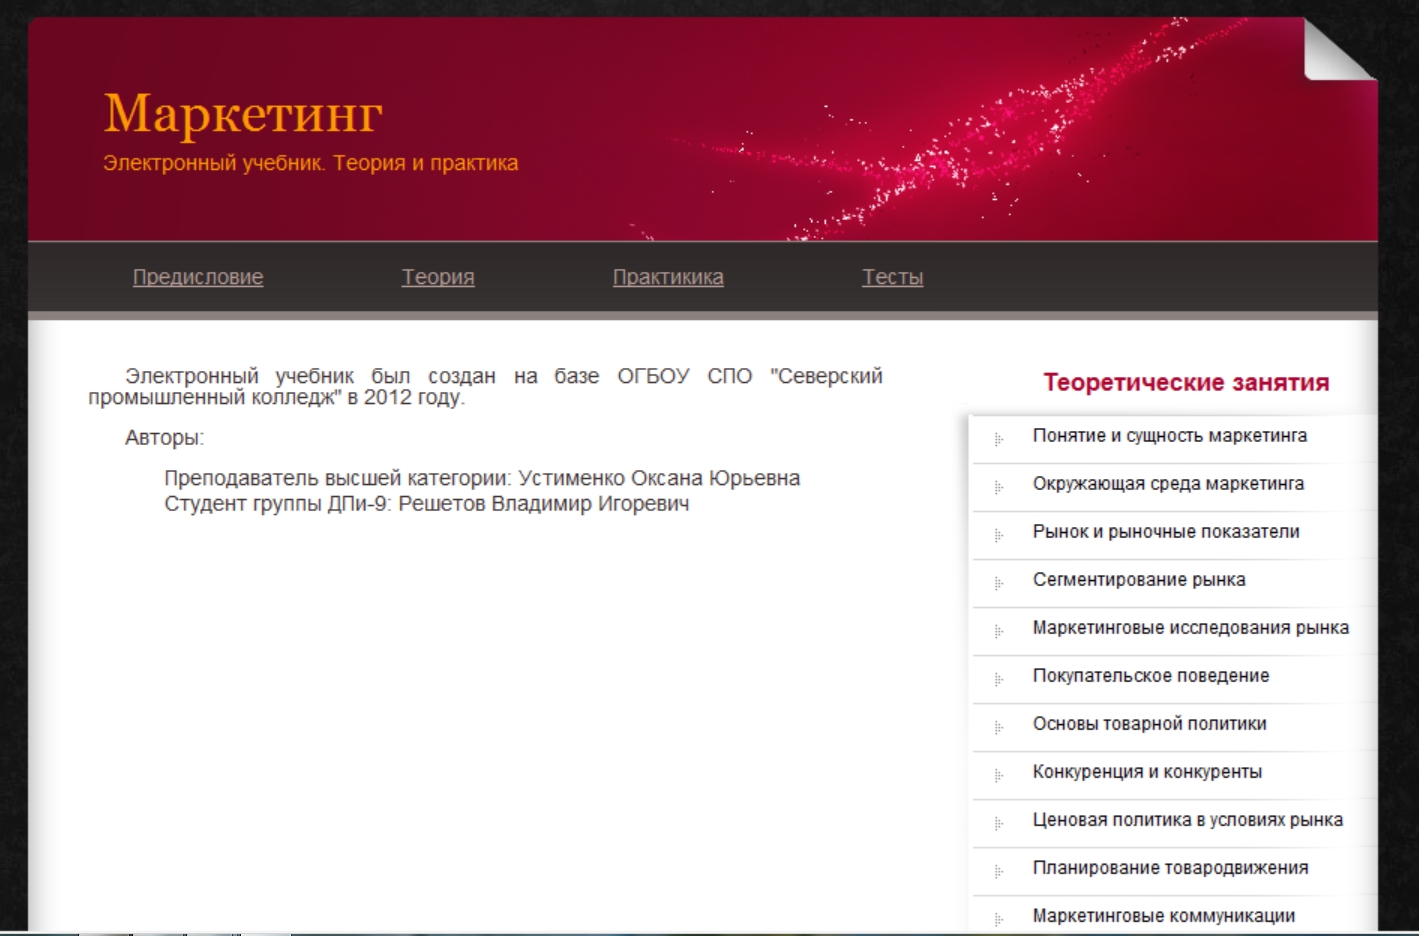 Маркетинг
Электронный учебник. Теория и практика
Предисловие
Теория
Практикика
Тесты
Электронный учебник был создан на базе ОГБОУ СПО "Северский
промышленный колледж" в 2012 году.
Авторы:
Преподаватель высшей категории: Устименко Оксана Юрьевна
Студент группы ДПи-9: Решетов Владимир Игоревич
Теоретические занятия
Понятие и сущность маркетинга
Окружающая среда маркетинга
Рынок и рыночные показатели
Сегментирование рынка
Маркетинговые исследования рынка
Покупательское поведение
Основы товарной политики
Конкуренция и конкуренты
Ценовая политика в условиях рынка
Планирование товародвижения
Маркетинговые коммуникации